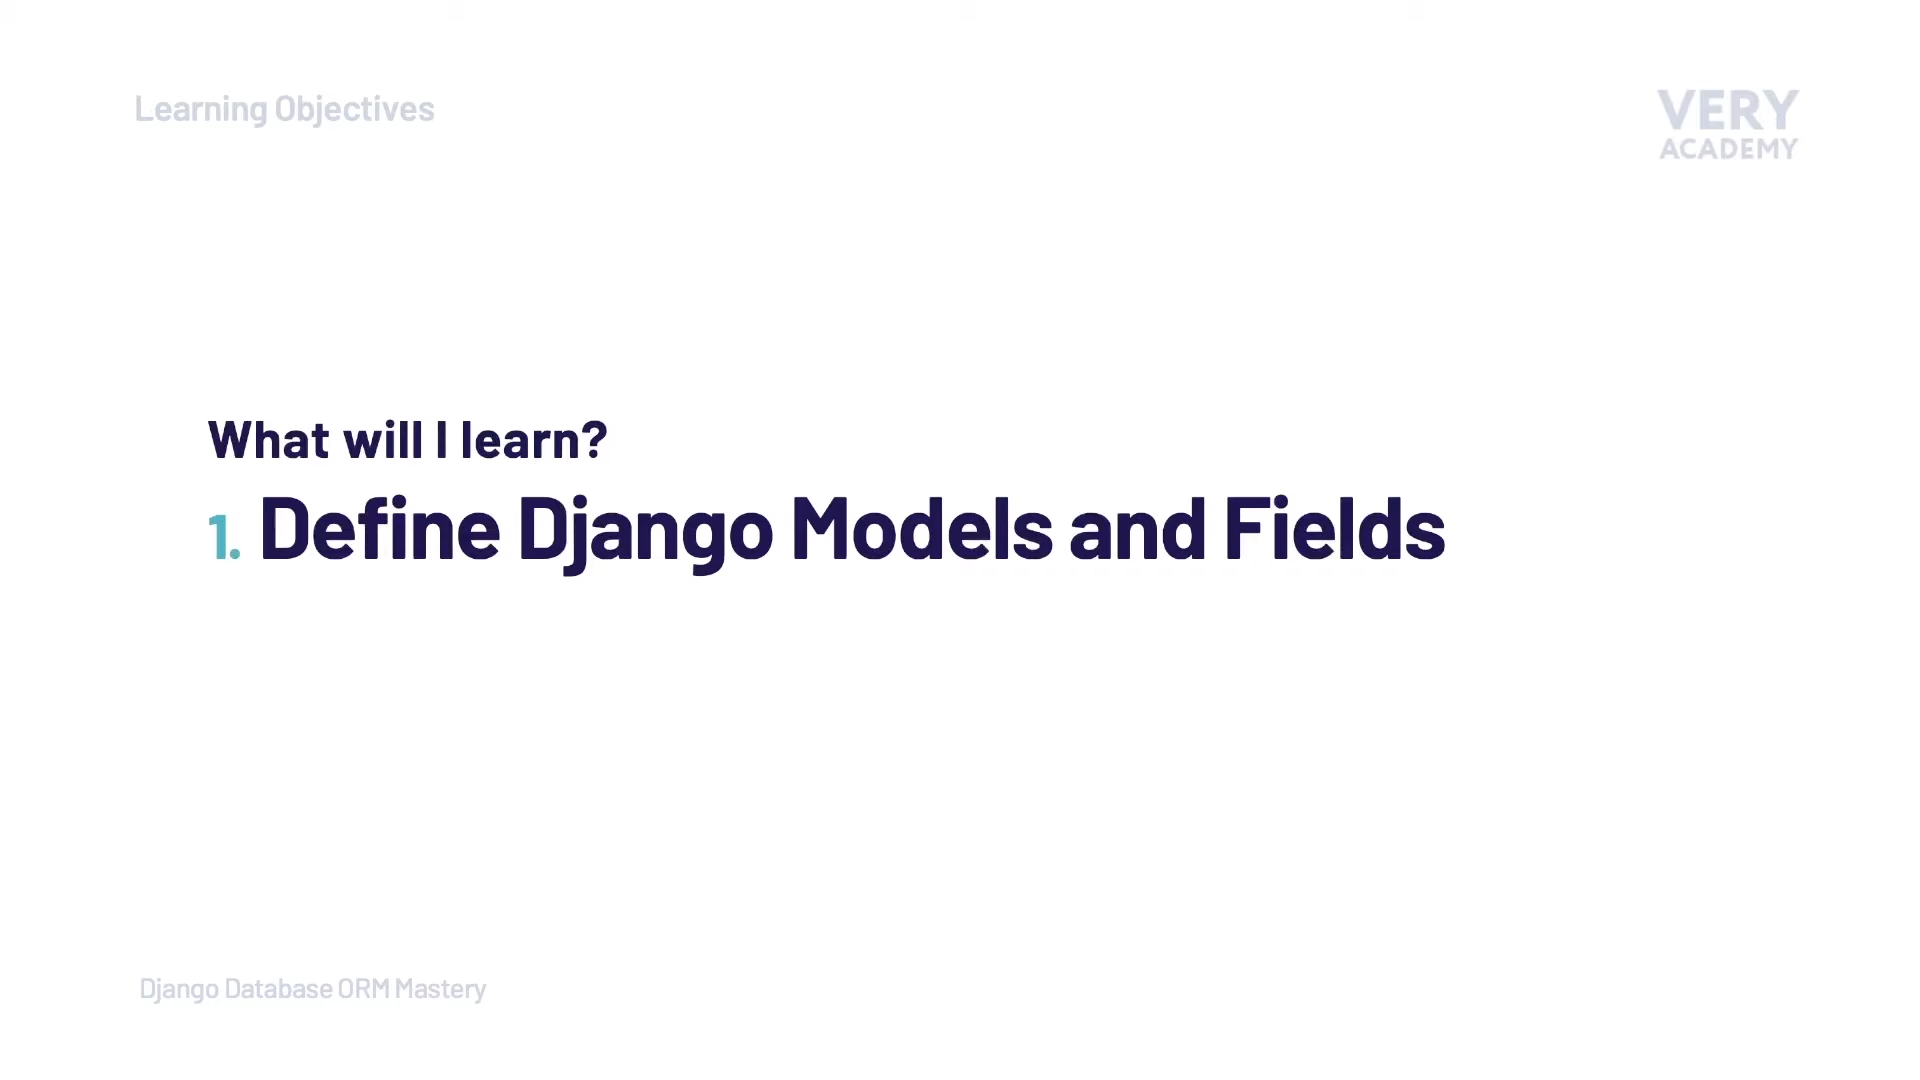 Learning Objectives
VERY
ACADEMY
What will I learn?
1. Define Django Models and Fields
Django Database ORM Mastery